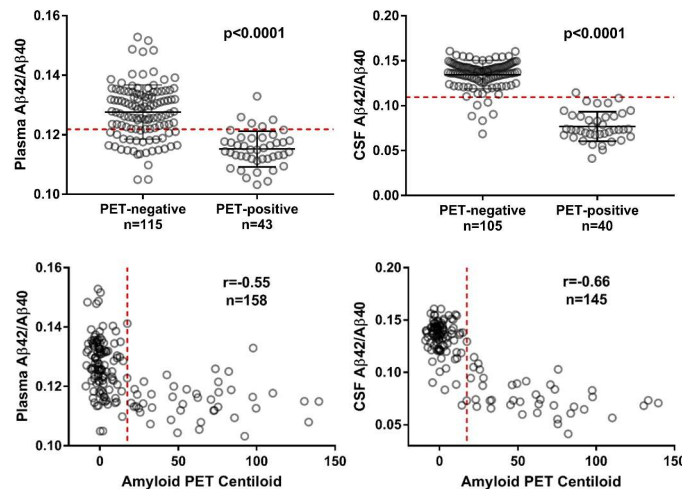 Plasma Aβ42/Aβ40
0.16
0.14
0.12
0.10
p<0.0001
PET-negative
n=115
PET-positive
n=43
CSF Aβ42/Aβ40
0.20
0.15
0.10
0.05
0.00
p<0.0001
PET-negative
n=105
PET-positive
n=40
Plasma Aβ42/Aβ40
0.16
0.14
0.12
0.10
r=-0.55
n=158
0 50 100 150
Amyloid PET Centiloid
CSF Aβ42/Aβ40
0.20
0.15
0.10
0.05
r=-0.66
n=145
0 50 100 150
Amyloid PET Centiloid